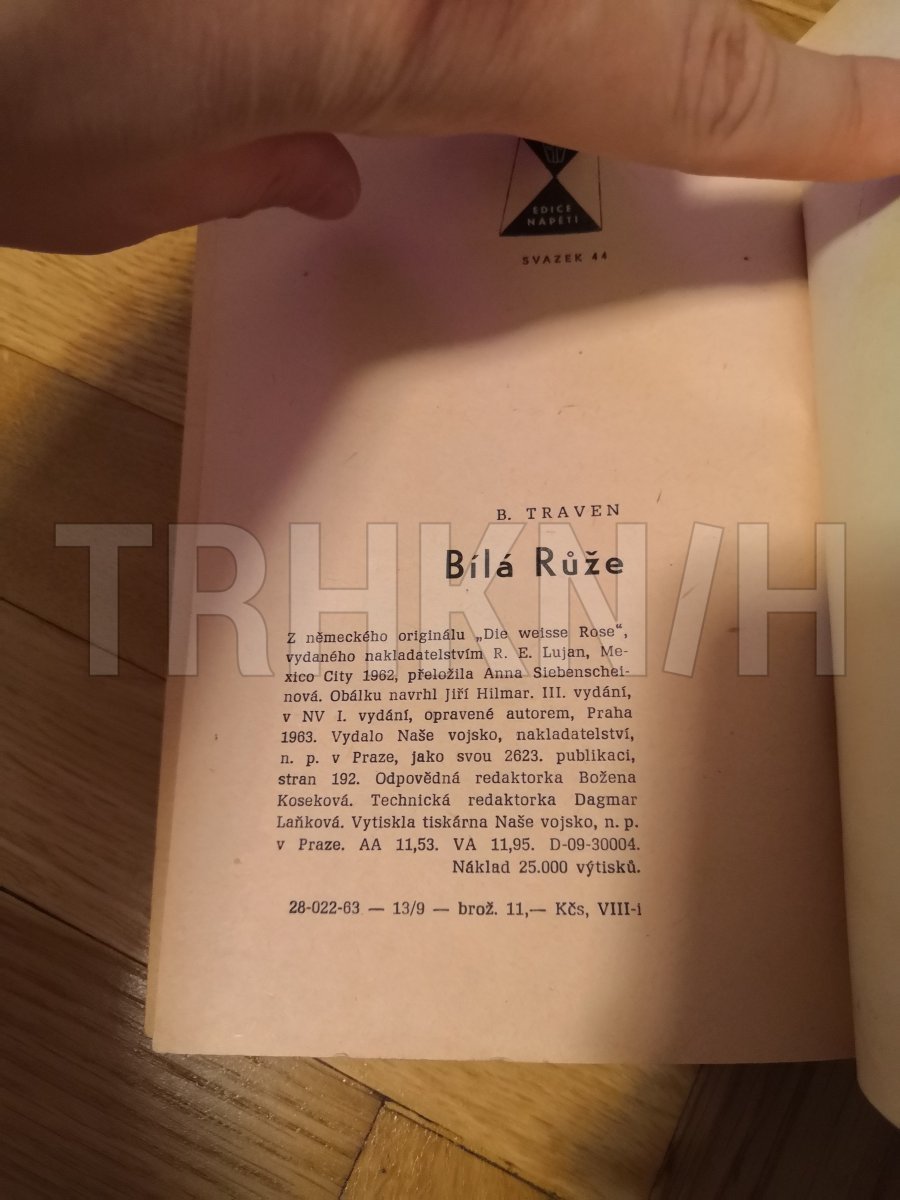 EDICE
NAPĚTÍ
SVAZEK 44
B. TRAVEN
Bílá Růže
Z německého originálu „Die weisse Rose“,
vydaného nakladatelstvím R. E. Lujan, Me-
xico City 1962, přeložila Anna Siebenschei-
nová. Obálku navrhl Jiří Hilmar. III. vydání,
v NV I. vydání, opravené autorem, Praha
1963. Vydalo Naše vojsko, nakladatelství,
n. p. v Praze, jako svou 2623. publikaci,
stran 192. Odpovědná redaktorka Božena
Koseková. Technická redaktorka Dagmar
Laňková. Vytiskla tiskárna Naše vojsko, n. p.
v Praze. AA 11,53. VA 11,95. D-09-30004.
Náklad 25.000 výtisků.
28-022-63 — 13/9 — brož. 11,— Kčs, VIII-i
TRHKNIH